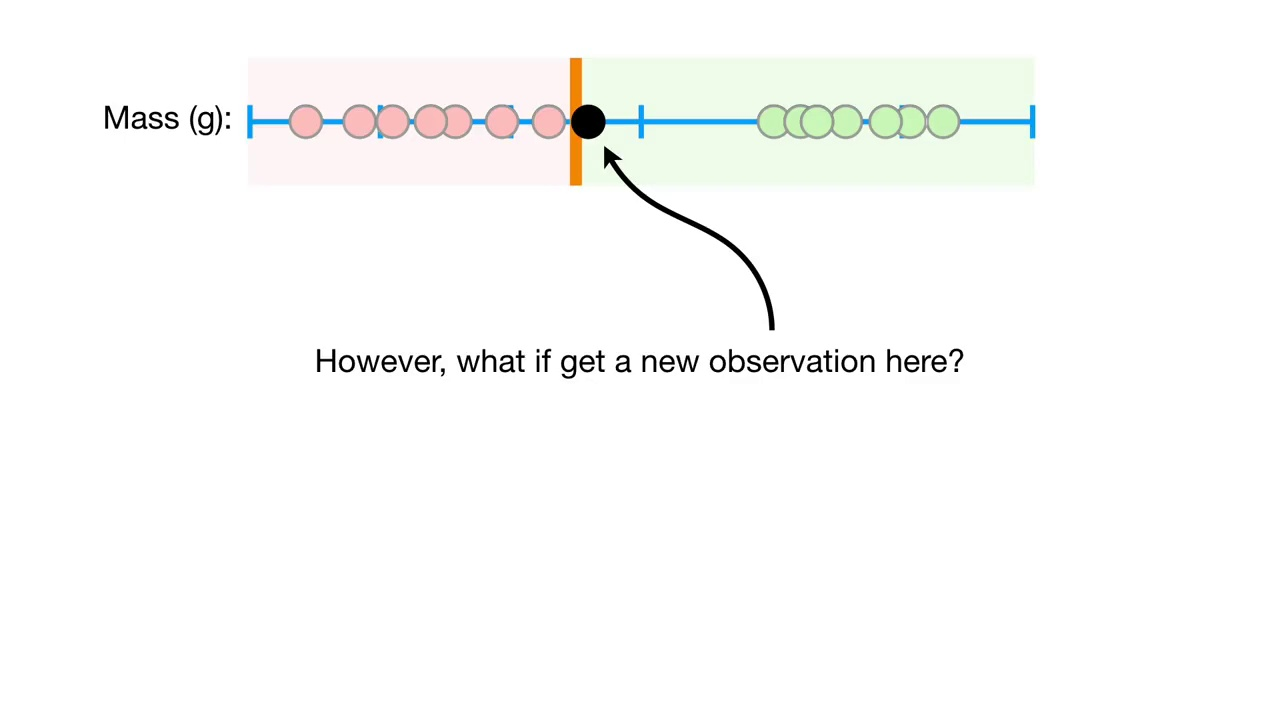 Mass (g):
However, what if get a new observation here?